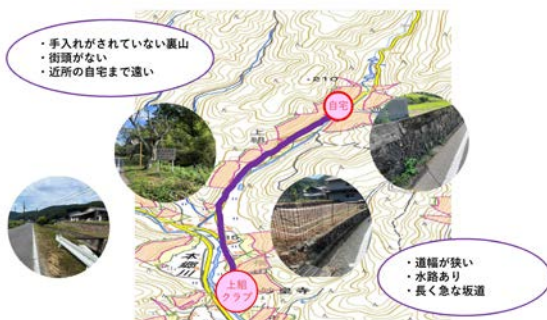 ・手入れがされていない裏山
・街頭がない
・近所の自宅まで遠い
210
自宅
上組
クラブ
・道幅が狭い
・水路あり
・長く急な坂道